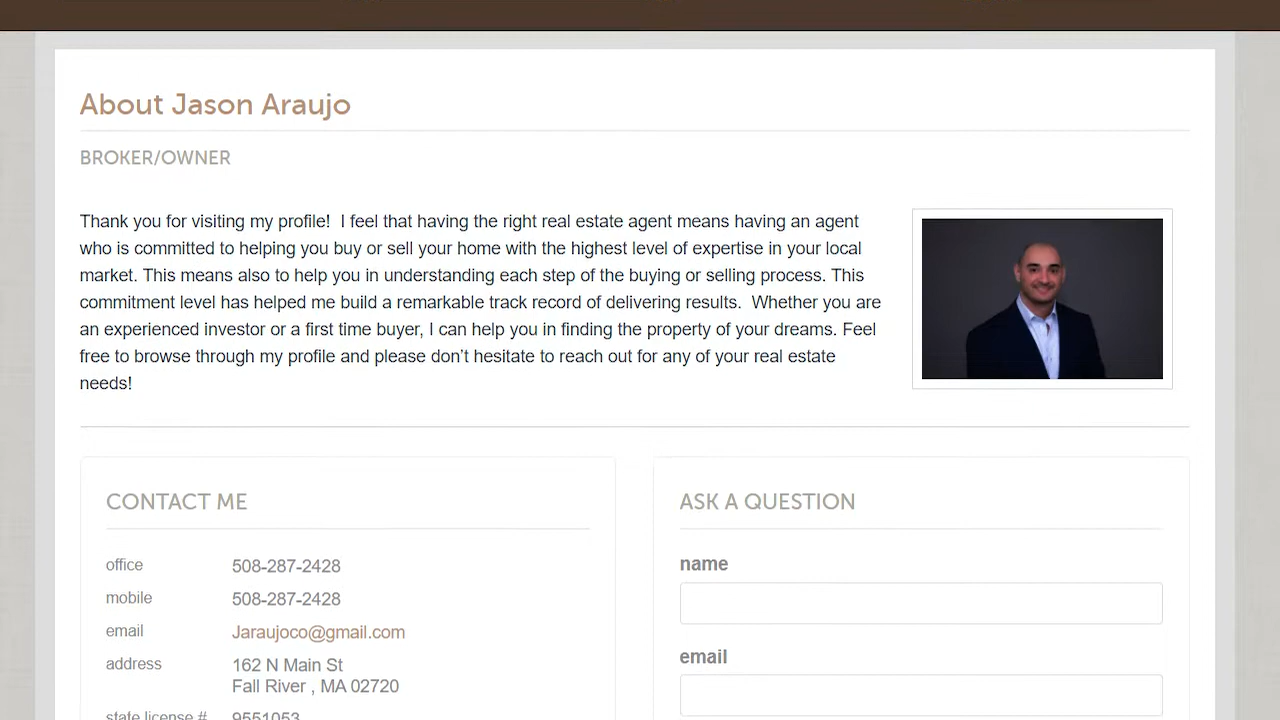 About Jason Araujo
BROKER/OWNER
Thank you for visiting my profile!  I feel that having the right real estate agent means having an agent
who is committed to helping you buy or sell your home with the highest level of expertise in your local
market. This means also to help you in understanding each step of the buying or selling process. This
commitment level has helped me build a remarkable track record of delivering results.  Whether you are
an experienced investor or a first time buyer, I can help you in finding the property of your dreams. Feel
free to browse through my profile and please don’t hesitate to reach out for any of your real estate
needs!
CONTACT ME
office 508-287-2428
mobile 508-287-2428
email Jaraujoco@gmail.com
address 162 N Main St
Fall River , MA 02720
state license # 9551053
ASK A QUESTION
name
email